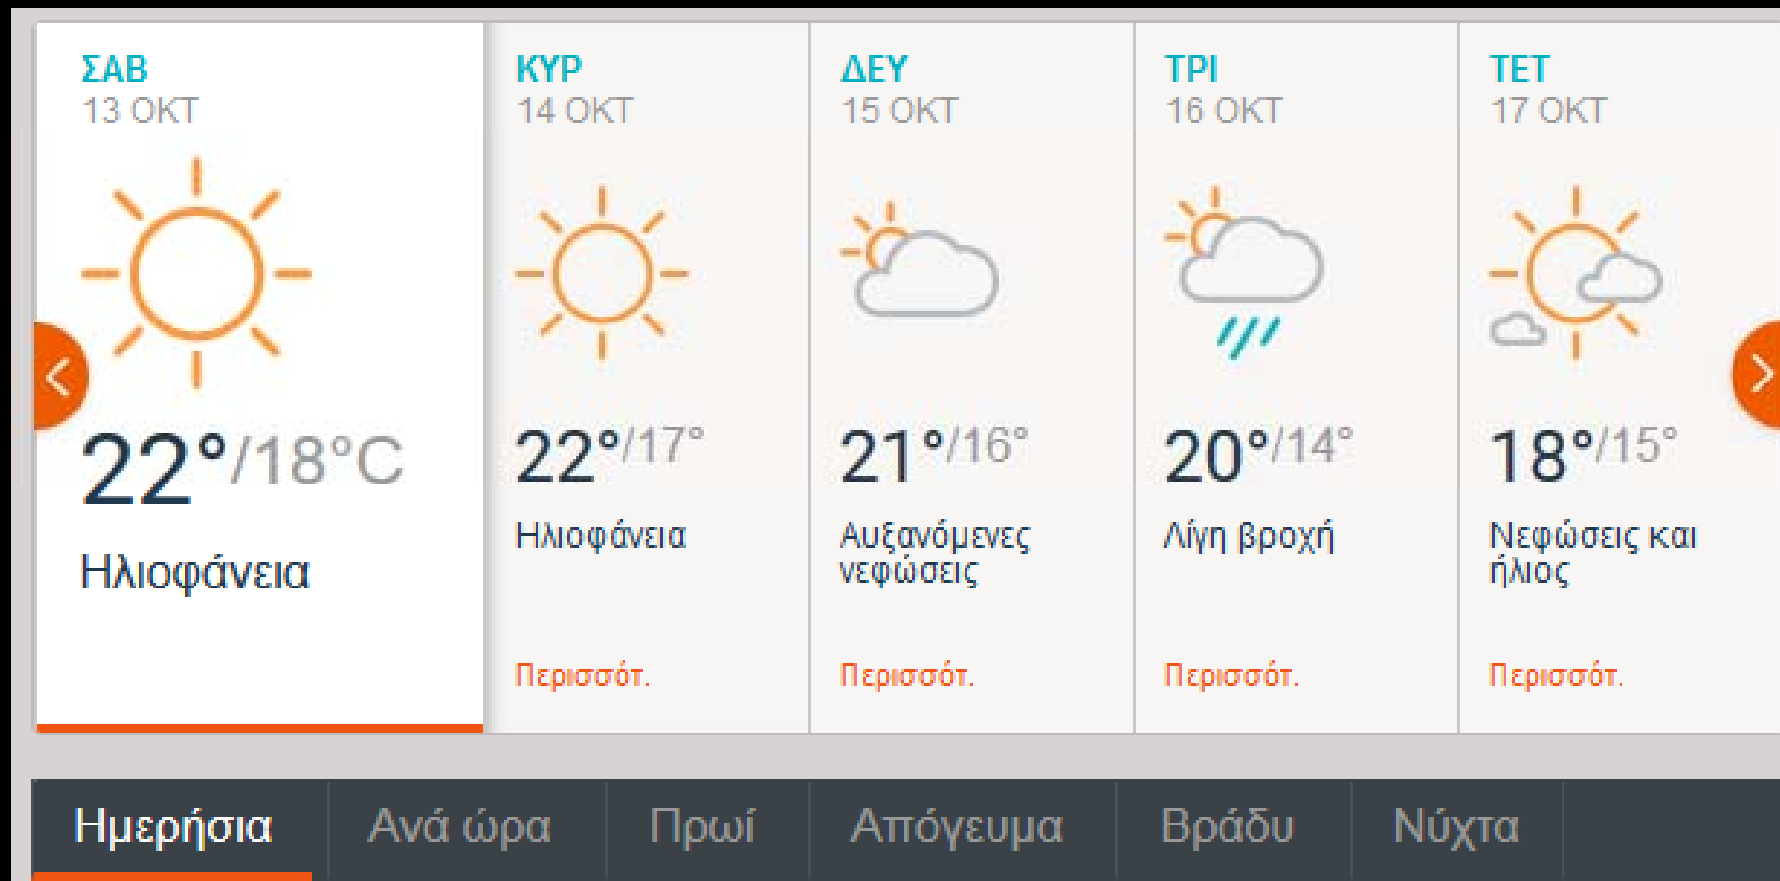 ΣΑΒ
13 ΟΚΤ
22°/18°C
Ηλιοφάνεια
ΚΥΡ
14 ΟΚΤ
22°/17°
Ηλιοφάνεια
Περισσότ.
ΔΕΥ
15 ΟΚΤ
21°/16°
Αυξανόμενες
νεφώσεις
Περισσότ.
ΤΡΙ
16 ΟΚΤ
20°/14°
Λίγη βροχή
Περισσότ.
ΤΕΤ
17 ΟΚΤ
18°/15°
Νεφώσεις και
ήλιος
Περισσότ.
Ημερήσια Ανά ώρα Πρωί Απόγευμα Βράδυ Νύχτα